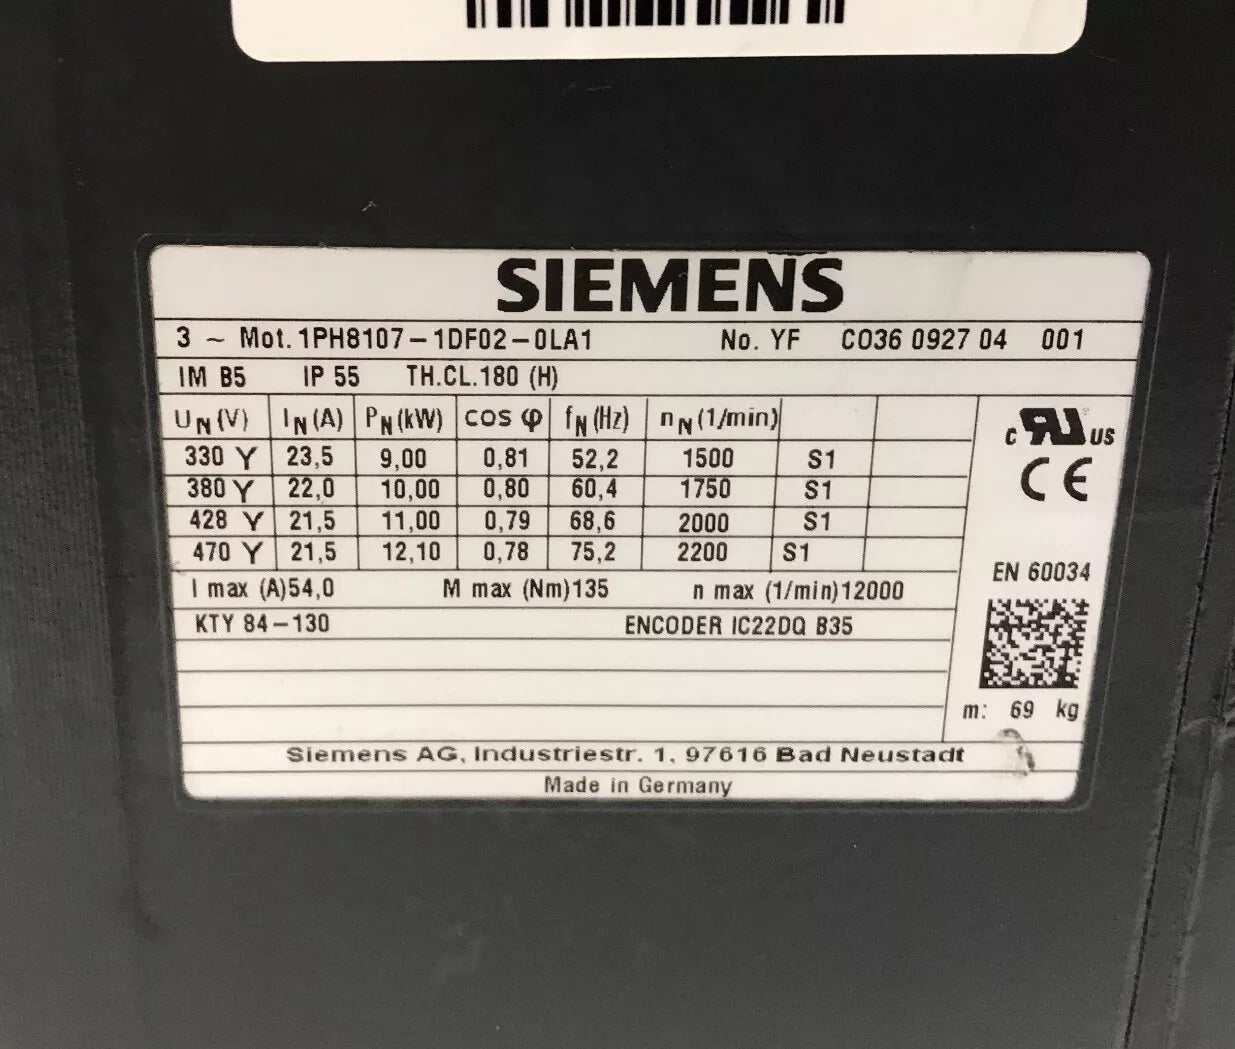 SIEMENS
3 ~ Mot. 1PH8107-1DF02-0LA1 No. YF C036 0927 04 001
IM B5 IP 55 TH.CL.180 (H)
UN (V) IN (A) PN (kW) cos φ fN (Hz) nN (1/min)
330 Y 23,5 9,00 0,81 52,2 1500 S1
380 Y 22,0 10,00 0,80 60,4 1750 S1
428 Y 21,5 11,00 0,79 68,6 2000 S1
470 Y 21,5 12,10 0,78 75,2 2200 S1
c RU US
CE
EN 60034
I max (A)54,0 M max (Nm)135 n max (1/min)12000
KTY 84-130 ENCODER IC22DQ B35
m: 69 kg
Siemens AG, Industriestr. 1, 97616 Bad Neustadt
Made in Germany